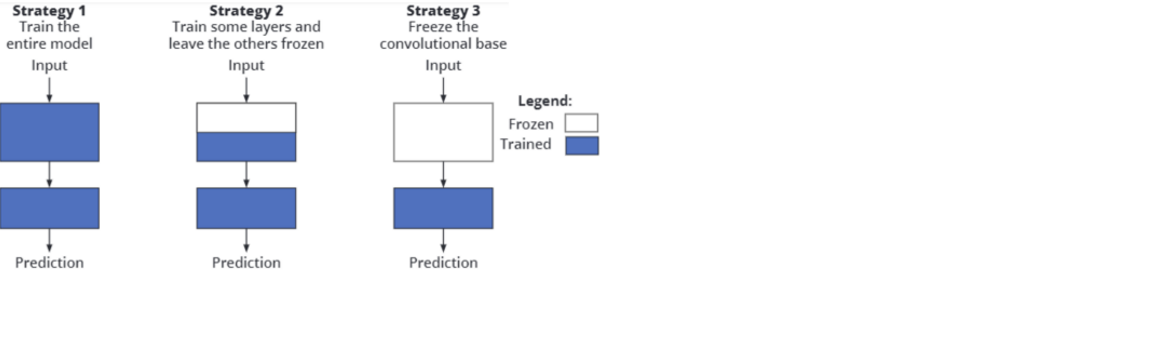 Strategy 1
Train the
entire model
Input
Prediction
Strategy 2
Train some layers and
leave the others frozen
Input
Prediction
Strategy 3
Freeze the
convolutional base
Input
Prediction
Legend:
Frozen
Trained